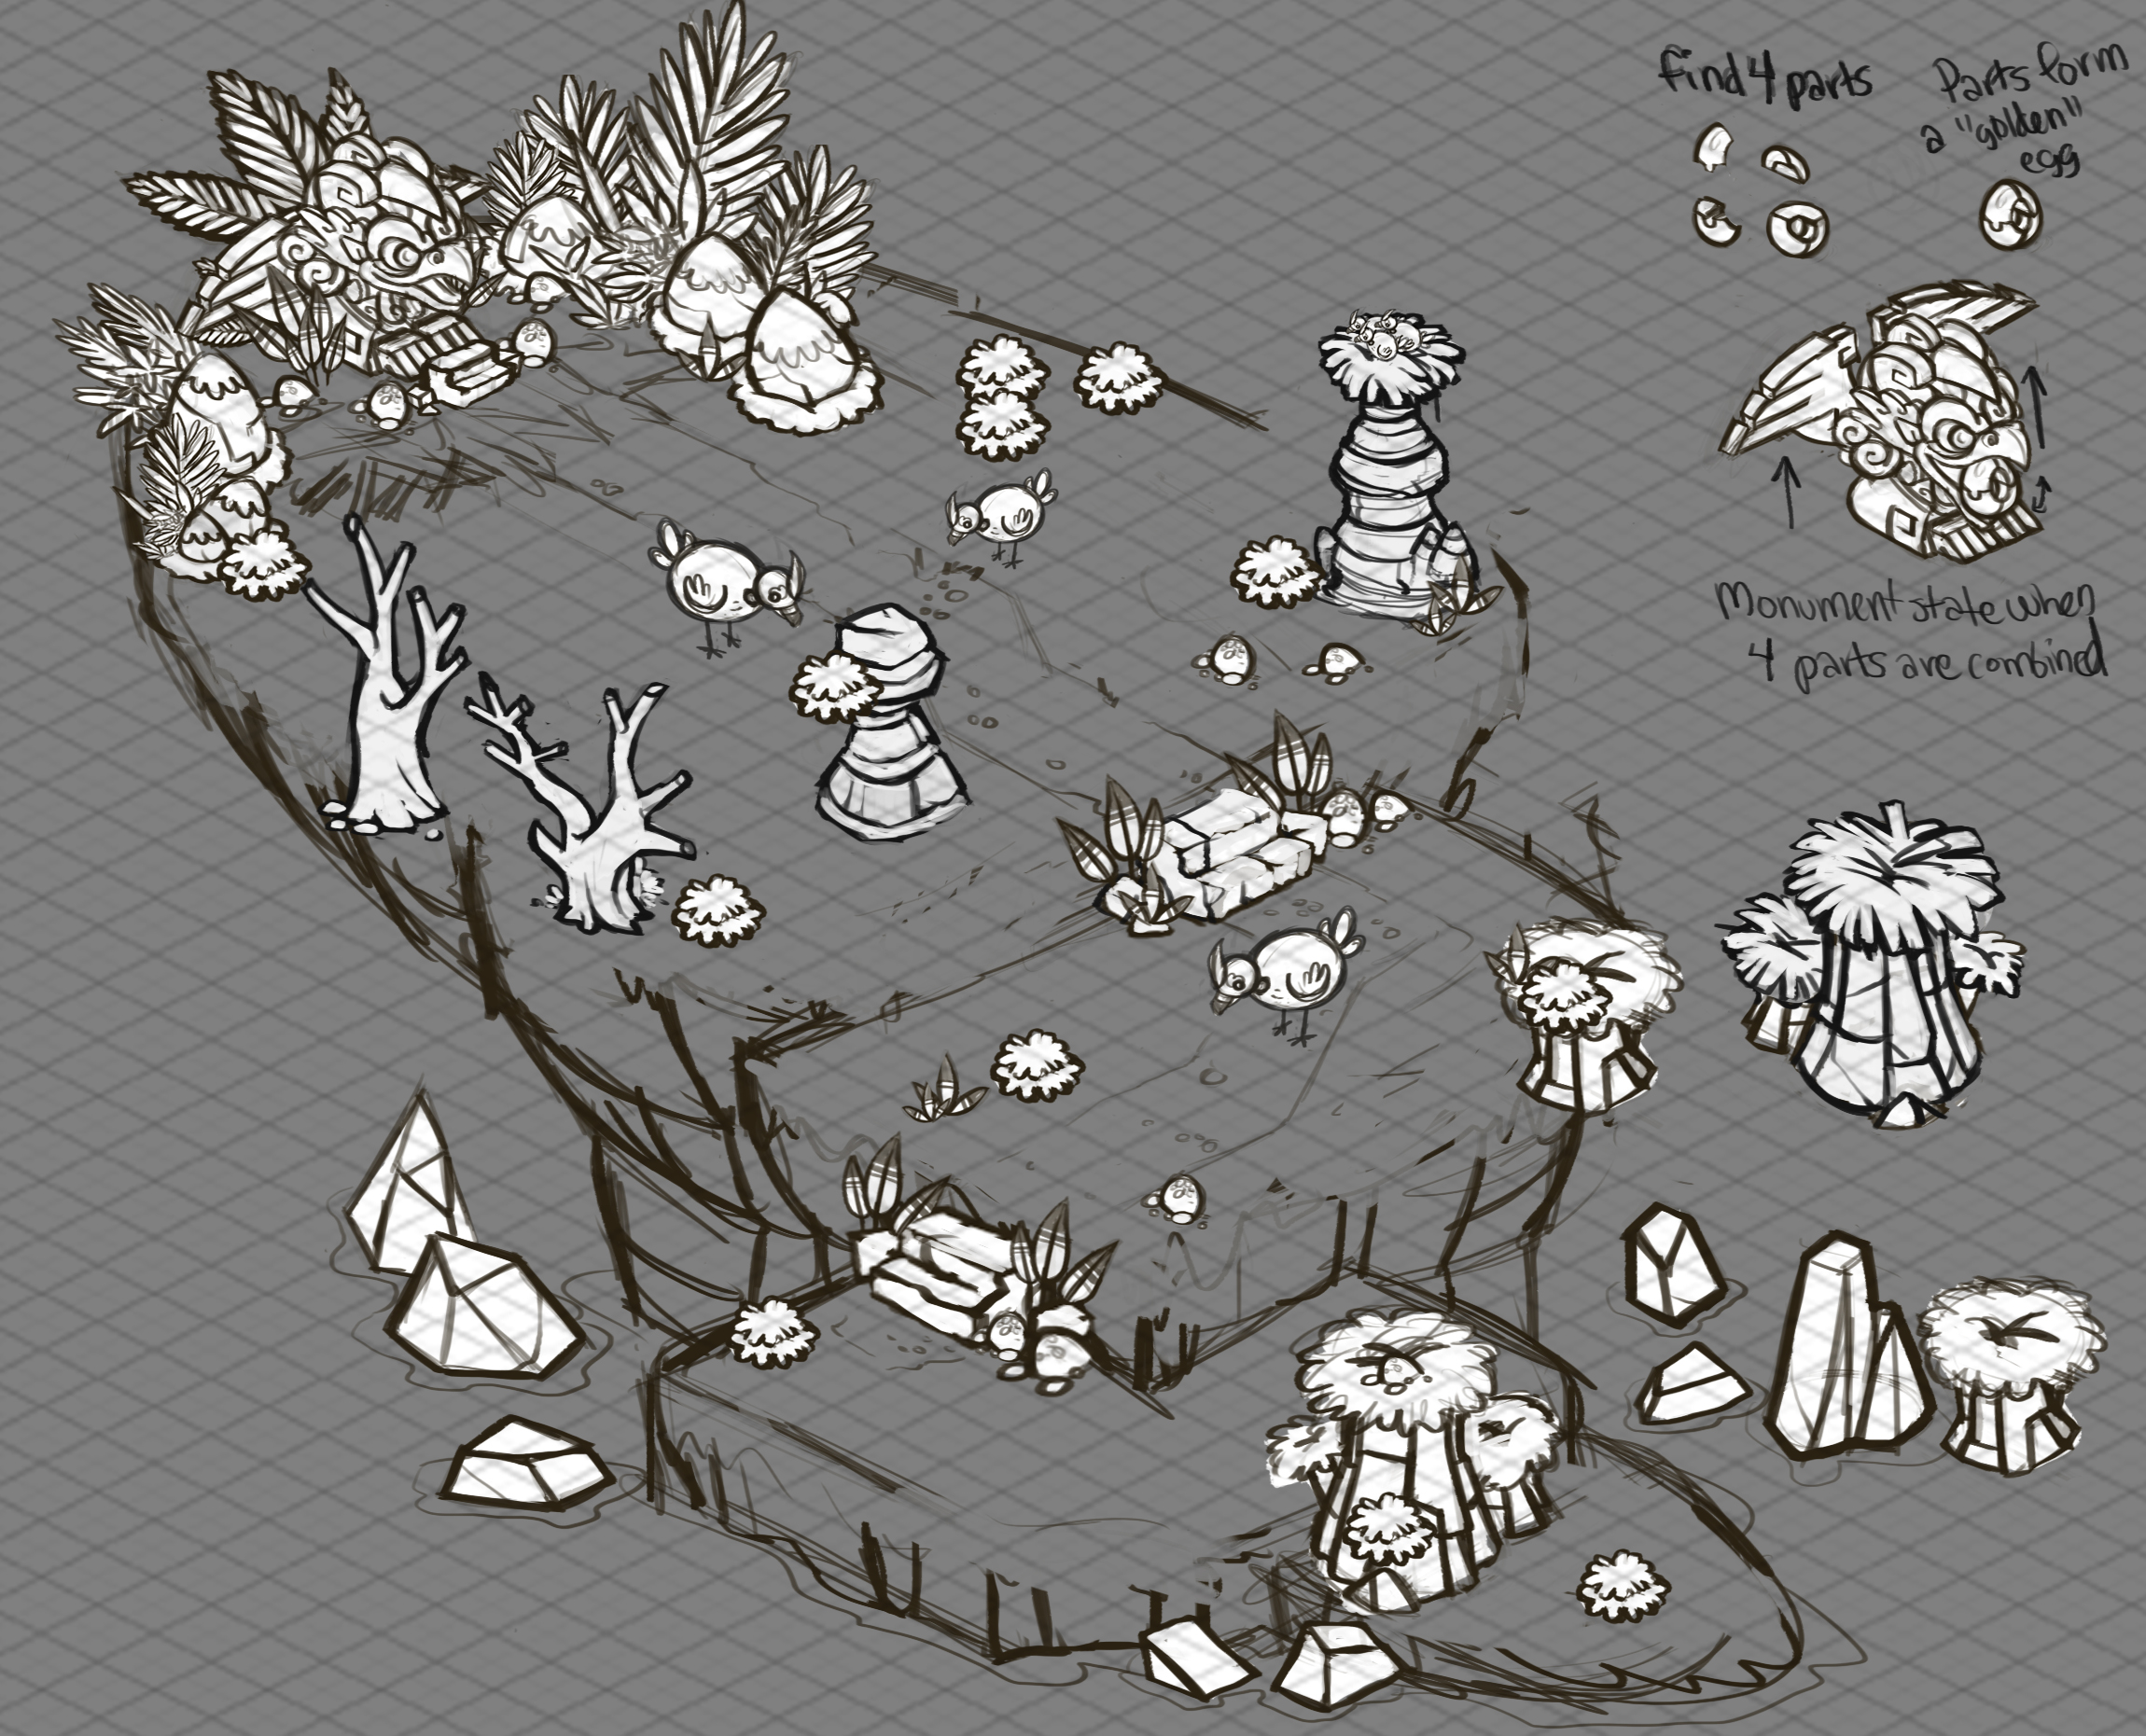 find 4 parts
Parts form
a "golden"
egg
Monument state when
4 parts are combined